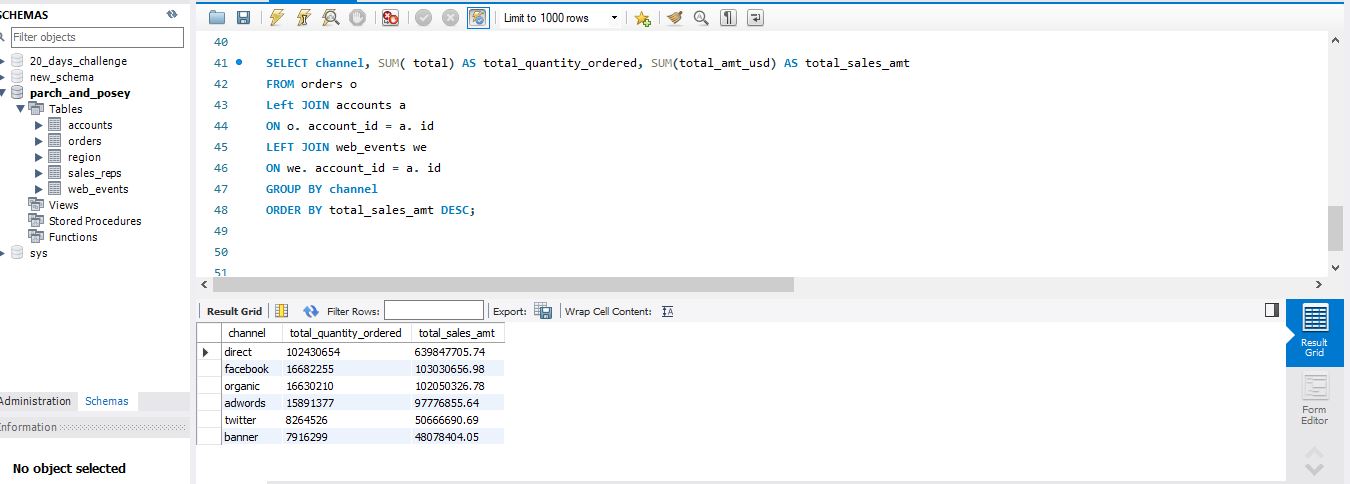 SCHEMAS
Filter objects
20_days_challenge
new_schema
parch_and_posey
Tables
accounts
orders
region
sales_reps
web_events
Views
Stored Procedures
Functions
sys
Administration Schemas
Information
No object selected
Limit to 1000 rows
40
41 SELECT channel, SUM( total) AS total_quantity_ordered, SUM(total_amt_usd) AS total_sales_amt
42 FROM orders o
43 Left JOIN accounts a
44 ON o. account_id = a. id
45 LEFT JOIN web_events we
46 ON we. account_id = a. id
47 GROUP BY channel
48 ORDER BY total_sales_amt DESC;
49
50
51
Result Grid Filter Rows: Export: Wrap Cell Content:
channel total_quantity_ordered total_sales_amt
direct 102430654 639847705.74
facebook 16682255 103030656.98
organic 16630210 102050326.78
adwords 15891377 97776855.64
twitter 8264526 50666690.69
banner 7916299 48078404.05
Result
Grid
Form
Editor